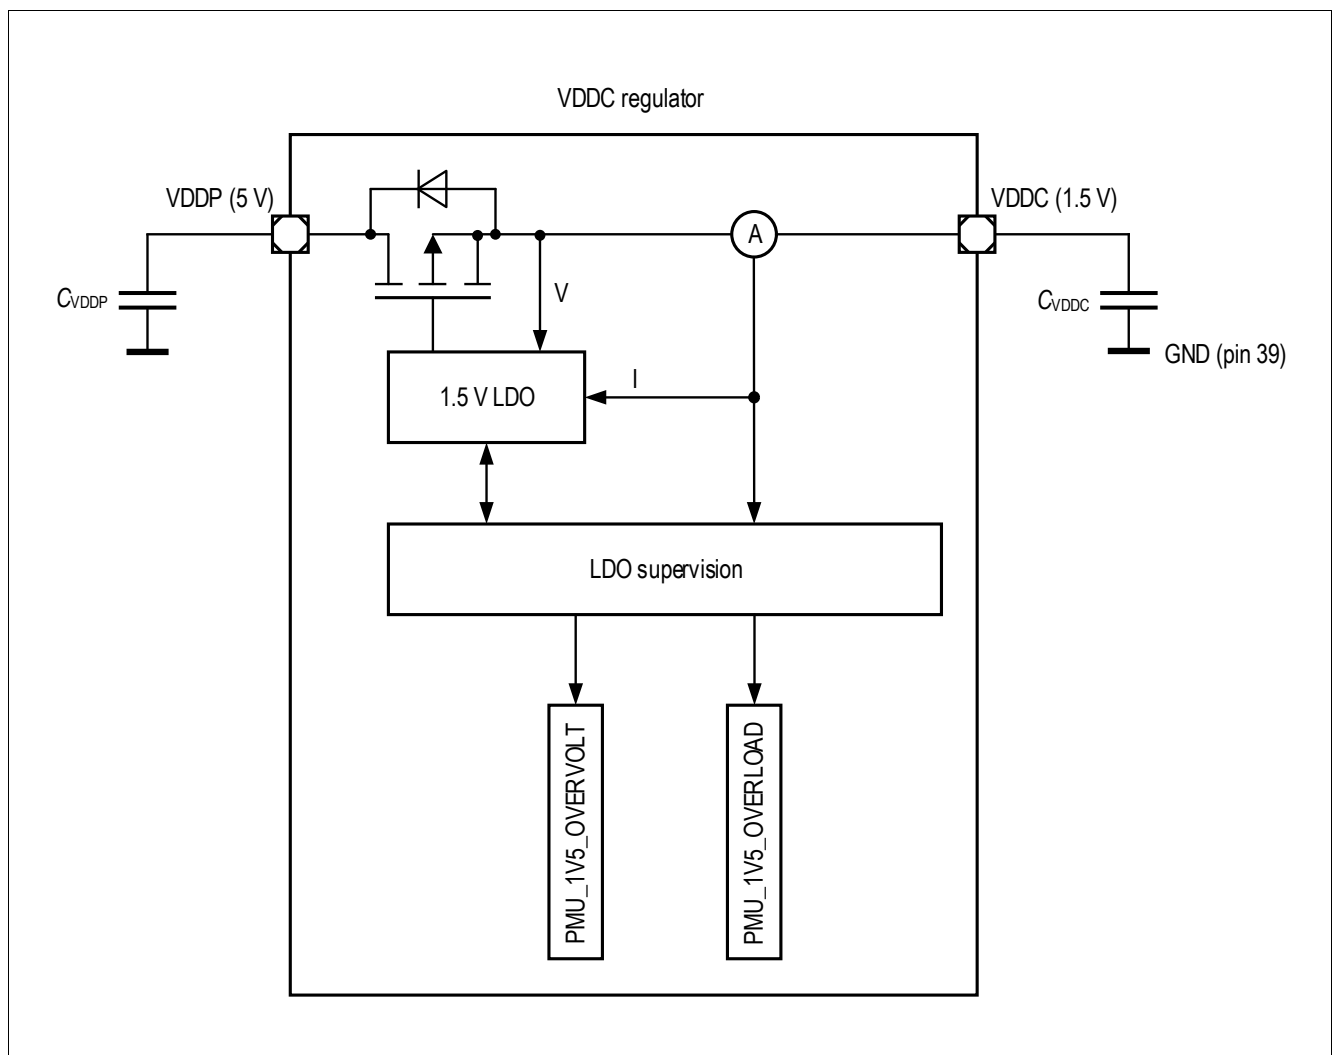 VDDC regulator
VDDP (5 V)
VDDC (1.5 V)
A
CVDDP
V
CVDDC
GND (pin 39)
I
1.5 V LDO
LDO supervision
PMU_1V5_OVERVOLT
PMU_1V5_OVERLOAD